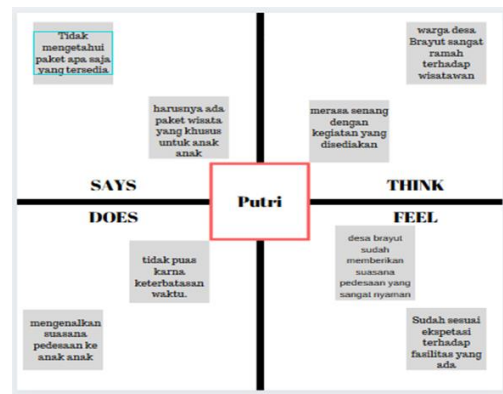 Tidak
mengetahui
paket apa saja
yang tersedia
harusnya ada
paket wisata
yang khusus
untuk anak
anak
SAYS
warga desa
Brayut sangat
ramah
terhadap
wisatawan
merasa senang
dengan
kegiatan yang
disediakan
THINK
Putri
DOES
tidak puas
karna
keterbatasan
waktu.
mengenalkan
suasana
pedesaan ke
anak anak
FEEL
desa brayut
sudah
memberikan
suasana
pedesaan yang
sangat nyaman
Sudah sesuai
ekspetasi
terhadap
fasilitas yang
ada